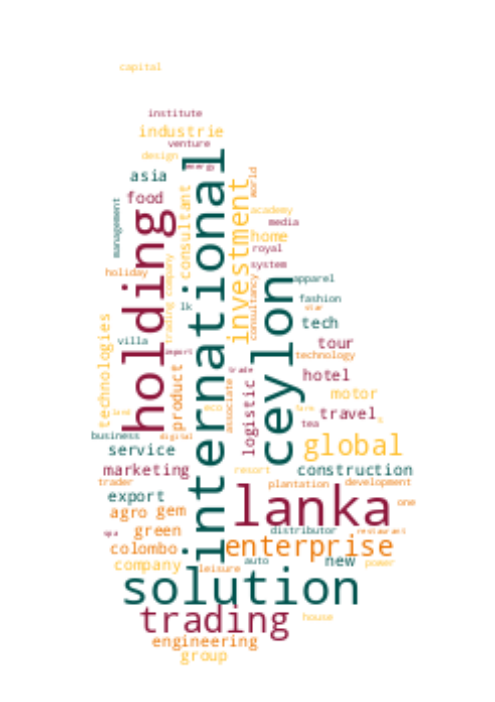 capital
institute
industrie
venture
design
energy
asia
world
food
management
consultant
international
investment
academy
media
home
royal
holding
system
holiday
trading company
consultancy
apparel
ceylon
fashion
star
lk
tech
technologies
villa
tour
import
technology
trade
product
hotel
associate
logistic
motor
land
eco
farm
travel
s
tea
business
digital
global
service
marketing
resort
construction
trader
plantation
development
export
lanka
one
agro
gem
spa
green
distributor
restaurant
colombo
enterprise
company
leisure
auto
new
power
solution
trading
house
engineering
group